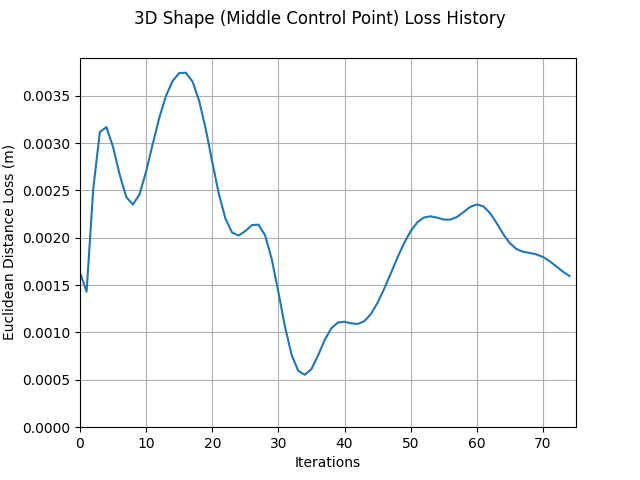 3D Shape (Middle Control Point) Loss History
Euclidean Distance Loss (m)
0.0035
0.0030
0.0025
0.0020
0.0015
0.0010
0.0005
0.0000
0 10 20 30 40 50 60 70
Iterations